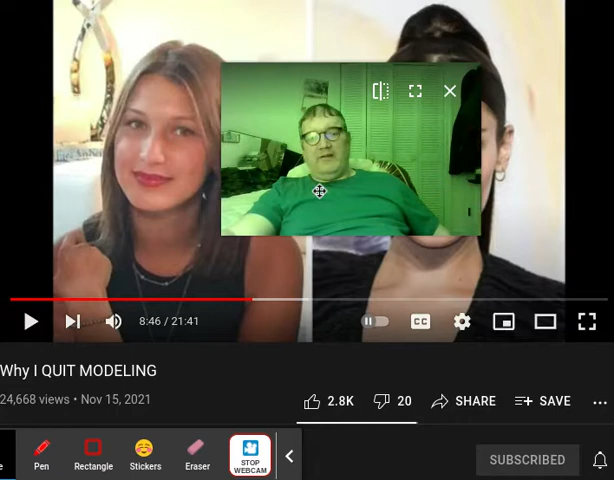 8:46 / 21:41
CC
Why I QUIT MODELING
24,668 views • Nov 15, 2021
2.8K
20
SHARE
SAVE
Pen
Rectangle
Stickers
Eraser
STOP
WEBCAM
SUBSCRIBED